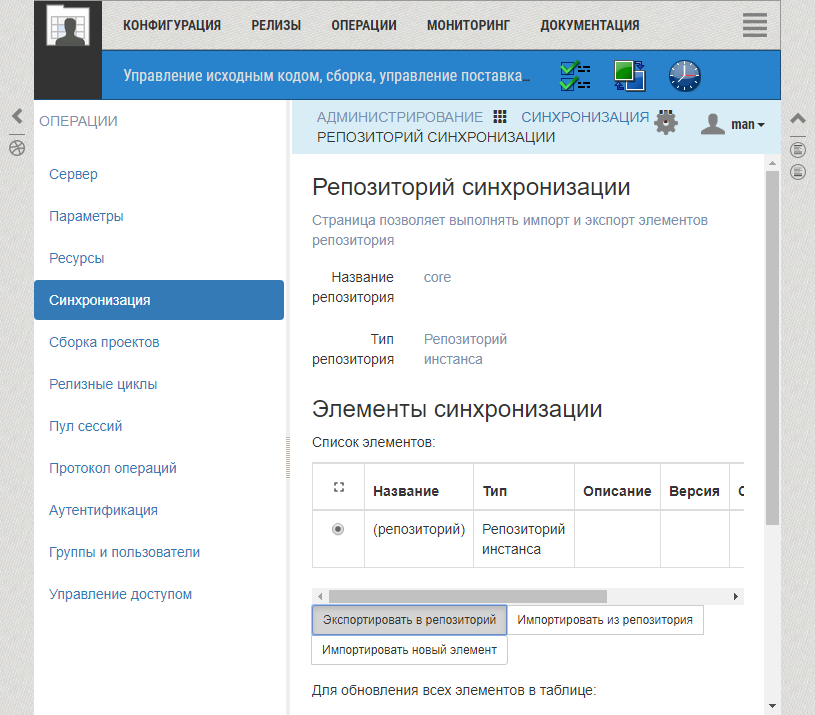 КОНФИГУРАЦИЯ РЕЛИЗЫ ОПЕРАЦИИ МОНИТОРИНГ ДОКУМЕНТАЦИЯ
Управление исходным кодом, сборка, управление поставка...
ОПЕРАЦИИ
Сервер
Параметры
Ресурсы
Синхронизация
Сборка проектов
Релизные циклы
Пул сессий
Протокол операций
Аутентификация
Группы и пользователи
Управление доступом
АДМИНИСТРИРОВАНИЕ СИНХРОНИЗАЦИЯ
РЕПОЗИТОРИЙ СИНХРОНИЗАЦИИ
man
Репозиторий синхронизации
Страница позволяет выполнять импорт и экспорт элементов
репозитория
Название core
репозитория
Тип Репозиторий
репозитория инстанса
Элементы синхронизации
Список элементов:
Название Тип Описание Версия
(репозиторий) Репозиторий
инстанса
Экспортировать в репозиторий Импортировать из репозитория
Импортировать новый элемент
Для обновления всех элементов в таблице: